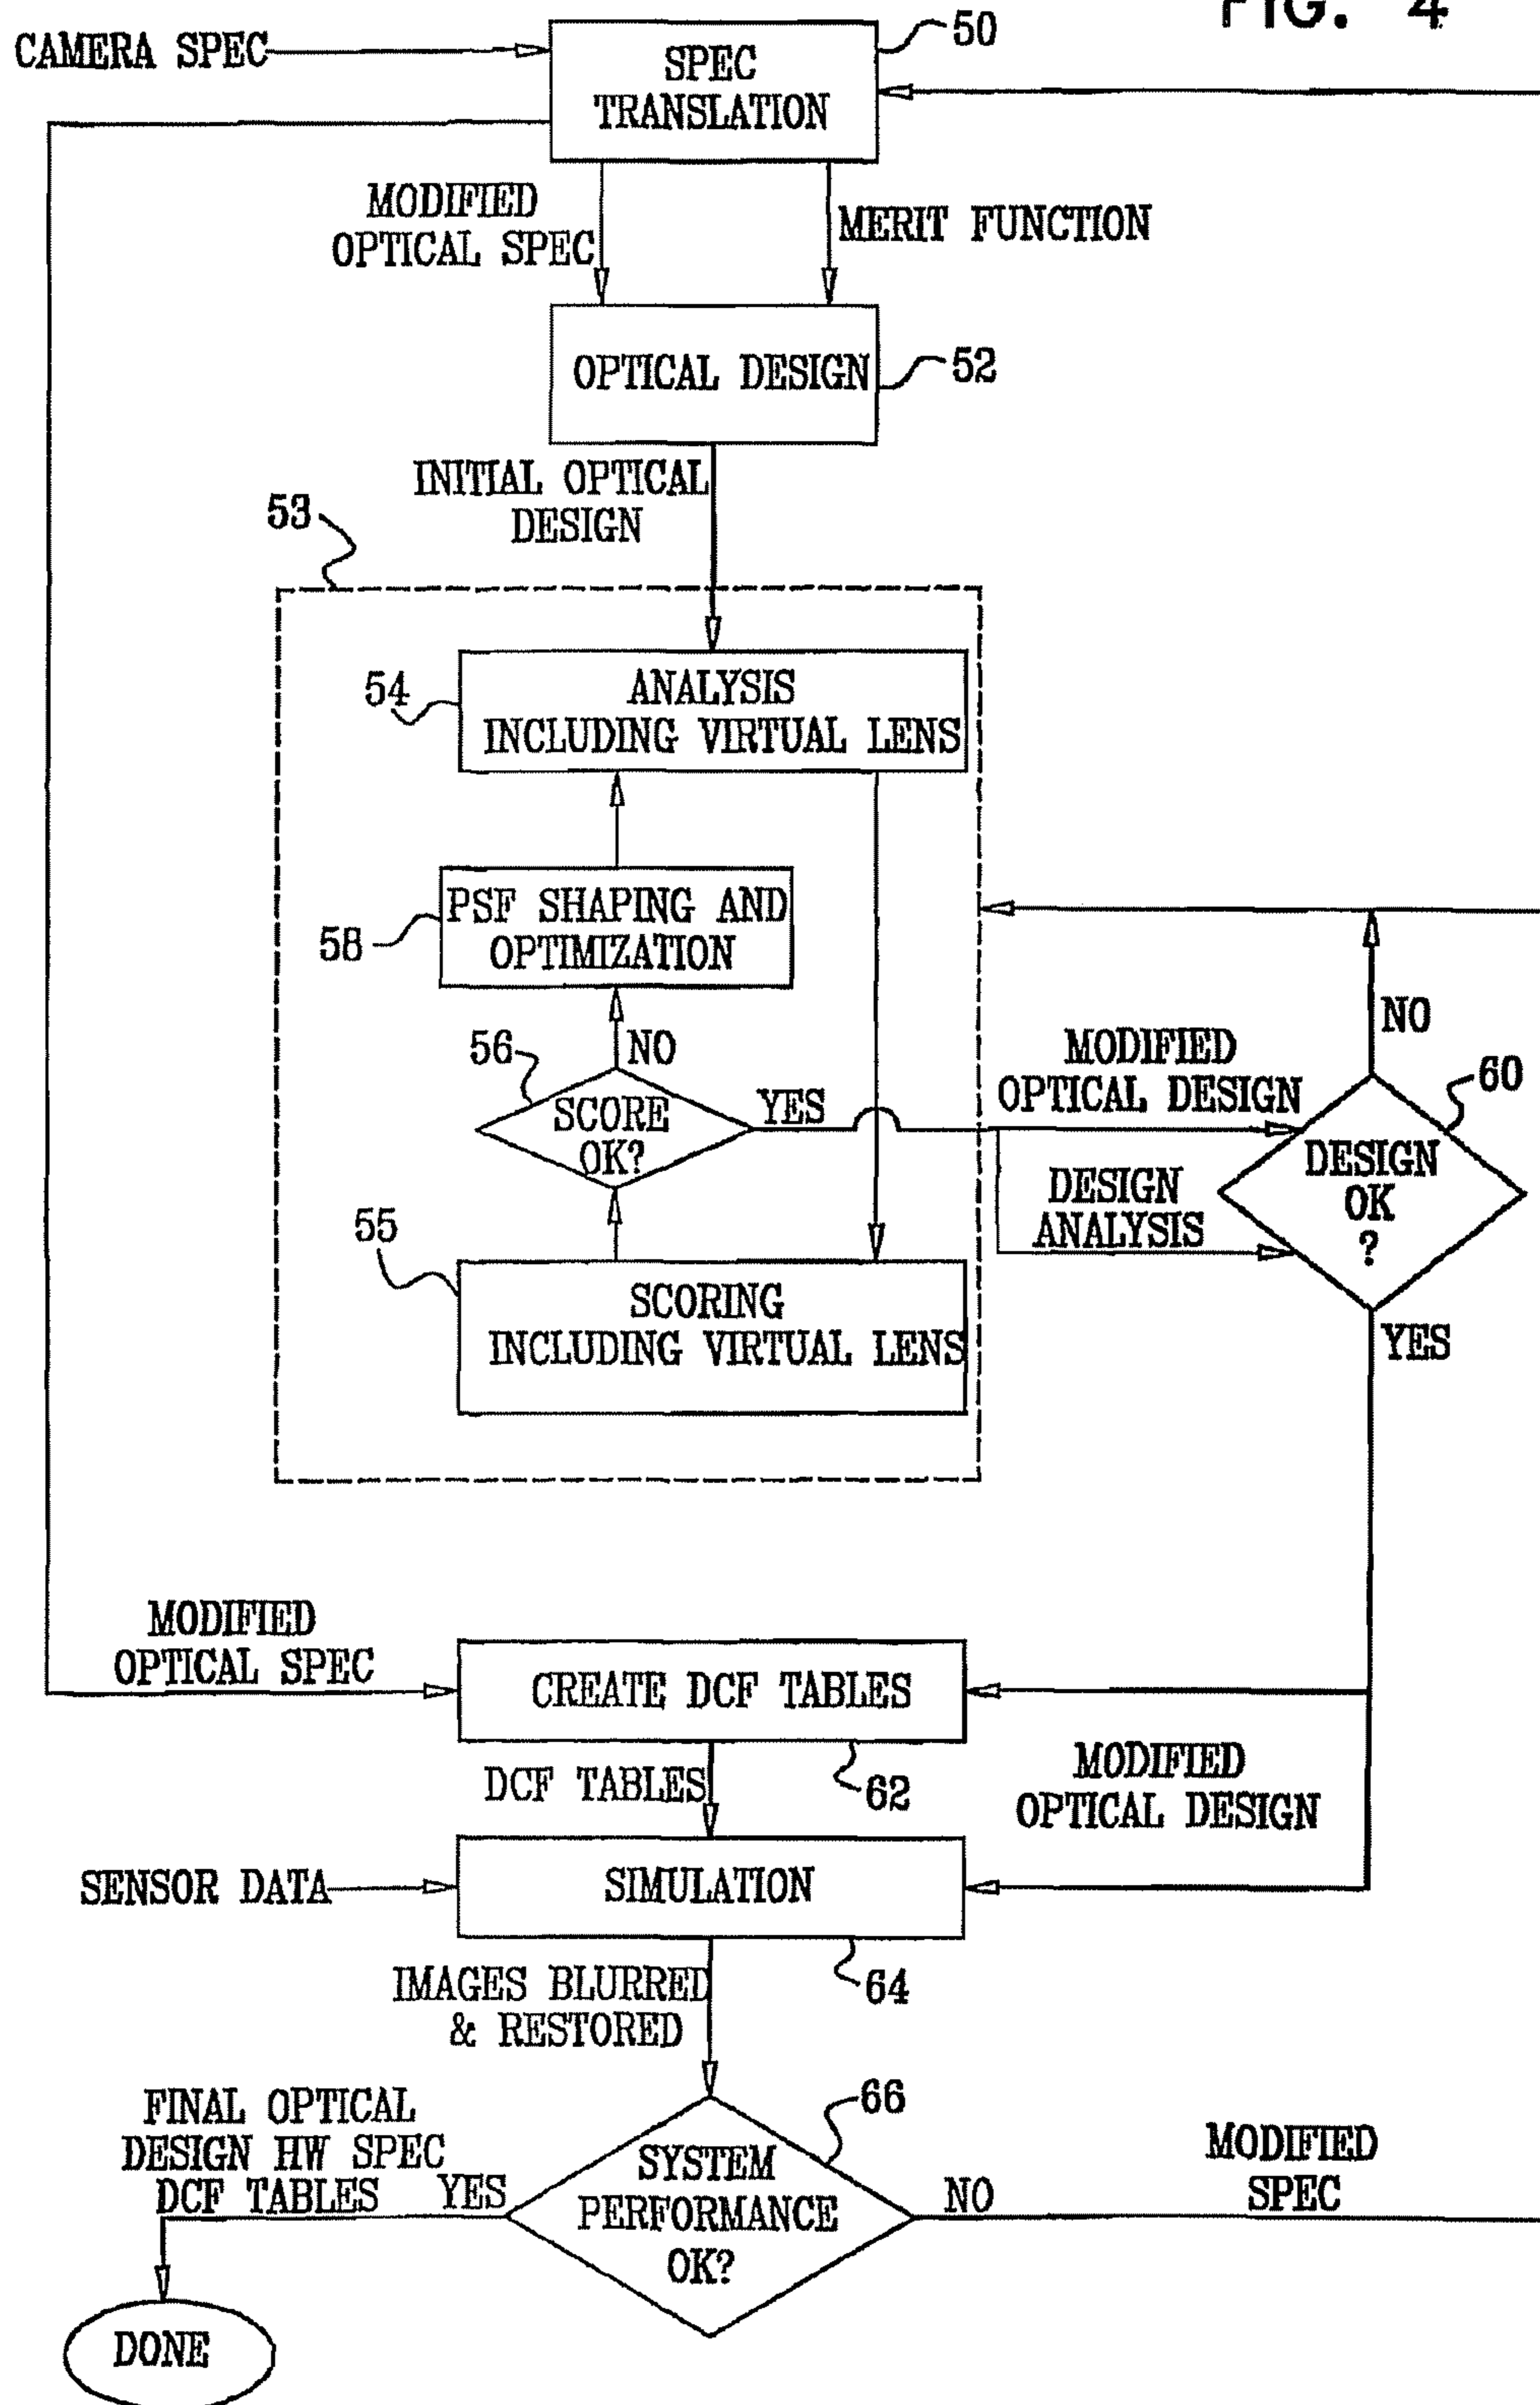 FIG. 4
CAMERA SPEC
50
SPEC
TRANSLATION
MODIFIED
OPTICAL SPEC
MERIT FUNCTION
OPTICAL DESIGN
52
INITIAL OPTICAL
DESIGN
53
54
ANALYSIS
INCLUDING VIRTUAL LENS
58
PSF SHAPING AND
OPTIMIZATION
56
NO
SCORE
OK?
YES
MODIFIED
OPTICAL DESIGN
NO
60
DESIGN
OK
?
DESIGN
ANALYSIS
55
SCORING
INCLUDING VIRTUAL LENS
YES
MODIFIED
OPTICAL SPEC
CREATE DCF TABLES
DCF TABLES
62
MODIFIED
OPTICAL DESIGN
SENSOR DATA
SIMULATION
64
IMAGES BLURRED
& RESTORED
66
FINAL OPTICAL
DESIGN HW SPEC
DCF TABLES
YES
SYSTEM
PERFORMANCE
OK?
NO
MODIFIED
SPEC
DONE